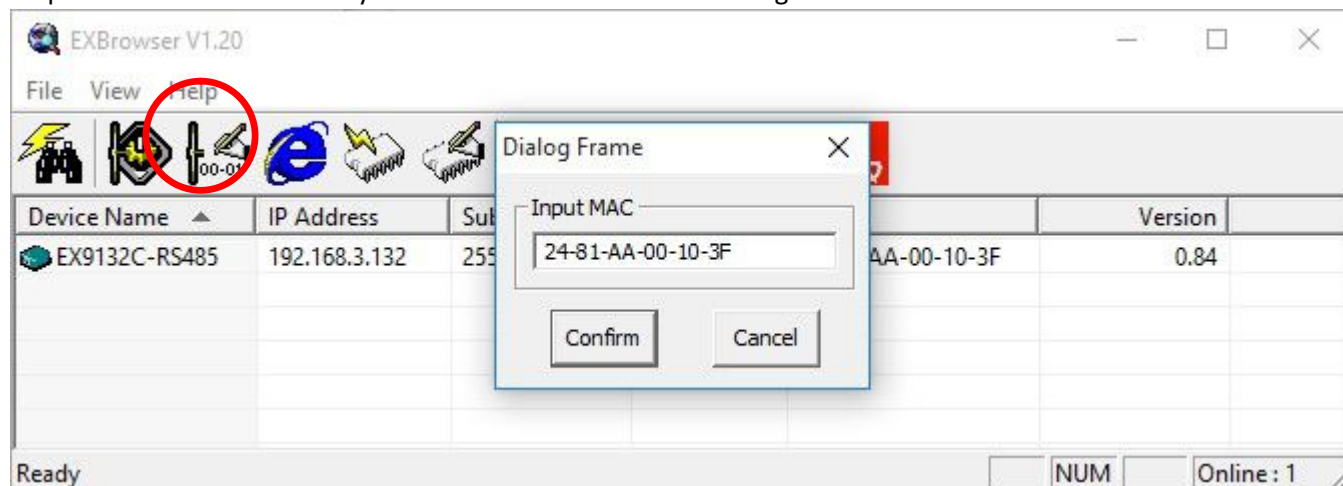 EXBrowser V1.20
File View Help
00-01
Dialog Frame
Device Name IP Address Sub Version
Input MAC
24-81-AA-00-10-3F
EX9132C-RS485 192.168.3.132 255 AA-00-10-3F 0.84
Confirm Cancel
Ready NUM Online : 1